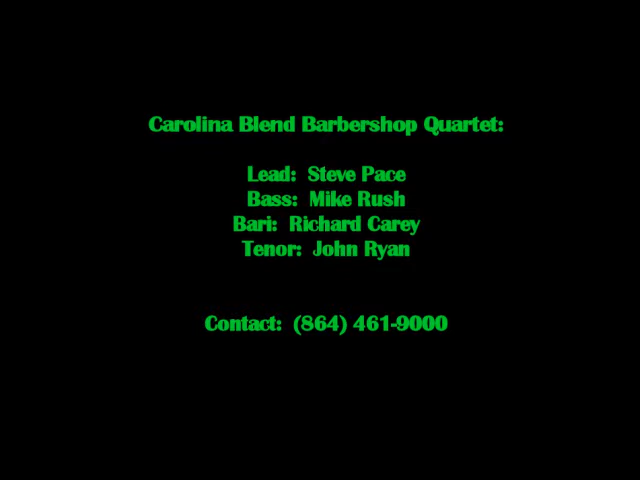 Carolina Blend Barbershop Quartet:
Lead:  Steve Pace
Bass:  Mike Rush
Bari:  Richard Carey
Tenor:  John Ryan
Contact:  (864) 461-9000